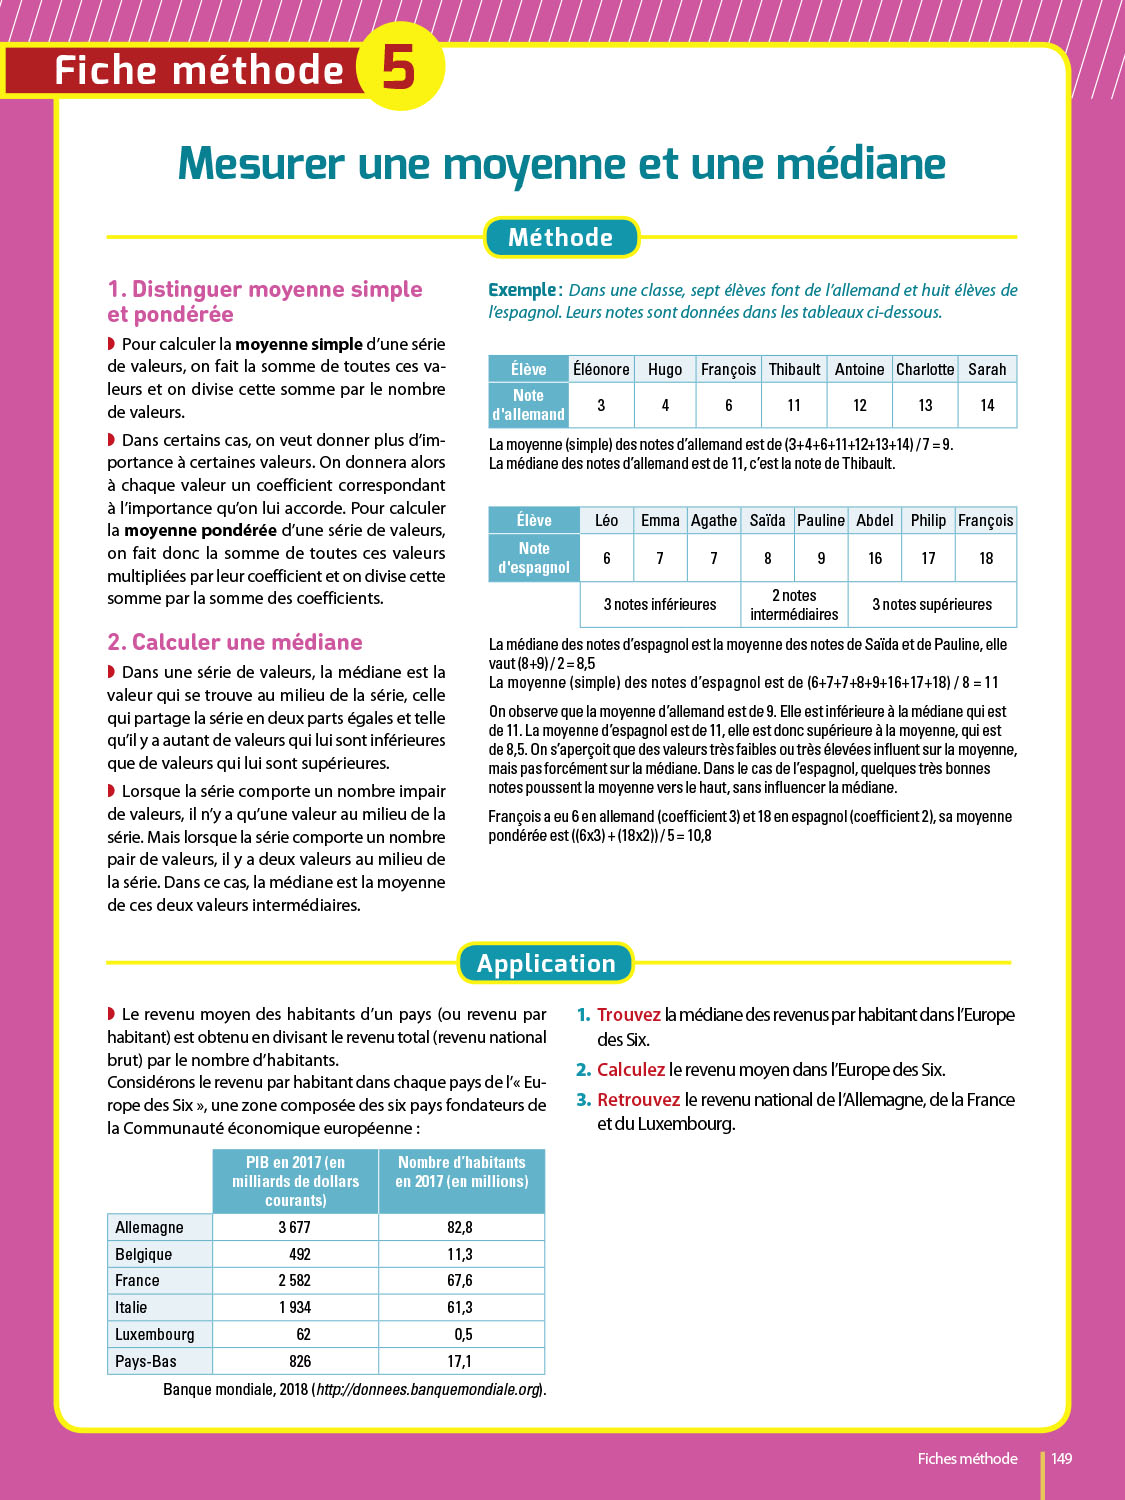 Fiche méthode 5
Mesurer une moyenne et une médiane
Méthode
1. Distinguer moyenne simple
et pondérée
◗ Pour calculer la moyenne simple d’une série
de valeurs, on fait la somme de toutes ces va-
leurs et on divise cette somme par le nombre
de valeurs.
◗ Dans certains cas, on veut donner plus d’im-
portance à certaines valeurs. On donnera alors
à chaque valeur un coefficient correspondant
à l’importance qu’on lui accorde. Pour calculer
la moyenne pondérée d’une série de valeurs,
on fait donc la somme de toutes ces valeurs
multipliées par leur coefficient et on divise cette
somme par la somme des coefficients.
2. Calculer une médiane
◗ Dans une série de valeurs, la médiane est la
valeur qui se trouve au milieu de la série, celle
qui partage la série en deux parts égales et telle
qu’il y a autant de valeurs qui lui sont inférieures
que de valeurs qui lui sont supérieures.
◗ Lorsque la série comporte un nombre impair
de valeurs, il n’y a qu’une valeur au milieu de la
série. Mais lorsque la série comporte un nombre
pair de valeurs, il y a deux valeurs au milieu de
la série. Dans ce cas, la médiane est la moyenne
de ces deux valeurs intermédiaires.
Exemple : Dans une classe, sept élèves font de l’allemand et huit élèves de
l’espagnol. Leurs notes sont données dans les tableaux ci-dessous.
Élève Éléonore Hugo François Thibault Antoine Charlotte Sarah
Note
d'allemand 3 4 6 11 12 13 14
La moyenne (simple) des notes d’allemand est de (3+4+6+11+12+13+14) / 7 = 9.
La médiane des notes d’allemand est de 11, c’est la note de Thibault.
Élève Léo Emma Agathe Saïda Pauline Abdel Philip François
Note
d'espagnol 6 7 7 8 9 16 17 18
3 notes inférieures 2 notes
intermédiaires 3 notes supérieures
La médiane des notes d’espagnol est la moyenne des notes de Saïda et de Pauline, elle
vaut (8+9) / 2 = 8,5
La moyenne (simple) des notes d’espagnol est de (6+7+7+8+9+16+17+18) / 8 = 11
On observe que la moyenne d’allemand est de 9. Elle est inférieure à la médiane qui est
de 11. La moyenne d’espagnol est de 11, elle est donc supérieure à la moyenne, qui est
de 8,5. On s’aperçoit que des valeurs très faibles ou très élevées influent sur la moyenne,
mais pas forcément sur la médiane. Dans le cas de l’espagnol, quelques très bonnes
notes poussent la moyenne vers le haut, sans influencer la médiane.
François a eu 6 en allemand (coefficient 3) et 18 en espagnol (coefficient 2), sa moyenne
pondérée est ((6x3) + (18x2)) / 5 = 10,8
Application
◗ Le revenu moyen des habitants d’un pays (ou revenu par
habitant) est obtenu en divisant le revenu total (revenu national
brut) par le nombre d’habitants.
Considérons le revenu par habitant dans chaque pays de l’« Eu-
rope des Six », une zone composée des six pays fondateurs de
la Communauté économique européenne :
PIB en 2017 (en
milliards de dollars
courants) Nombre d’habitants
en 2017 (en millions)
Allemagne 3 677 82,8
Belgique 492 11,3
France 2 582 67,6
Italie 1 934 61,3
Luxembourg 62 0,5
Pays-Bas 826 17,1
Banque mondiale, 2018 (http://donnees.banquemondiale.org).
1. Trouvez la médiane des revenus par habitant dans l’Europe
des Six.
2. Calculez le revenu moyen dans l’Europe des Six.
3. Retrouvez le revenu national de l’Allemagne, de la France
et du Luxembourg.
Fiches méthode 149